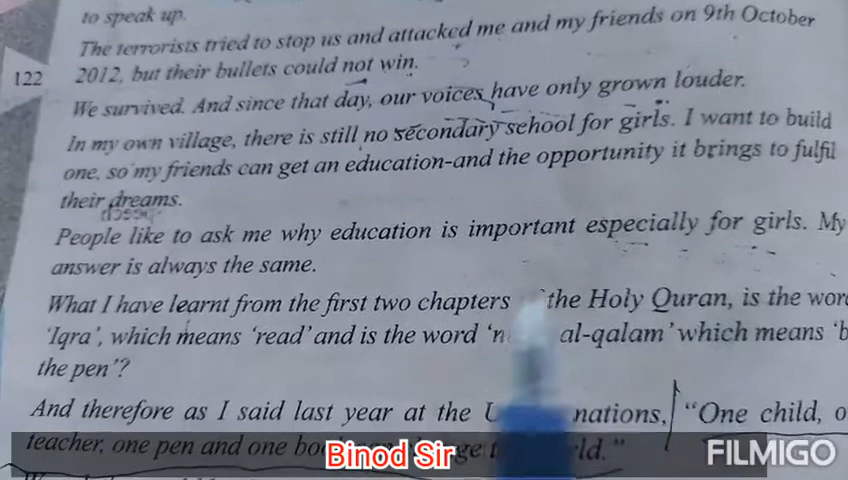 to speak up.
The terrorists tried to stop us and attacked me and my friends on 9th October
122
2012, but their bullets could not win.
We survived. And since that day, our voices have only grown louder.
In my own village, there is still no secondary school for girls. I want to build
one, so my friends can get an education-and the opportunity it brings to fulfil
their dreams.
People like to ask me why education is important especially for girls. My
answer is always the same.
What I have learnt from the first two chapters the Holy Quran, is the
'Iqra', which means 'read' and is the word al-qalam' which means
the pen'?
And therefore as I said last year at the nations, "One child,
teacher, one pen and one
Binod Sir
FILMIGO